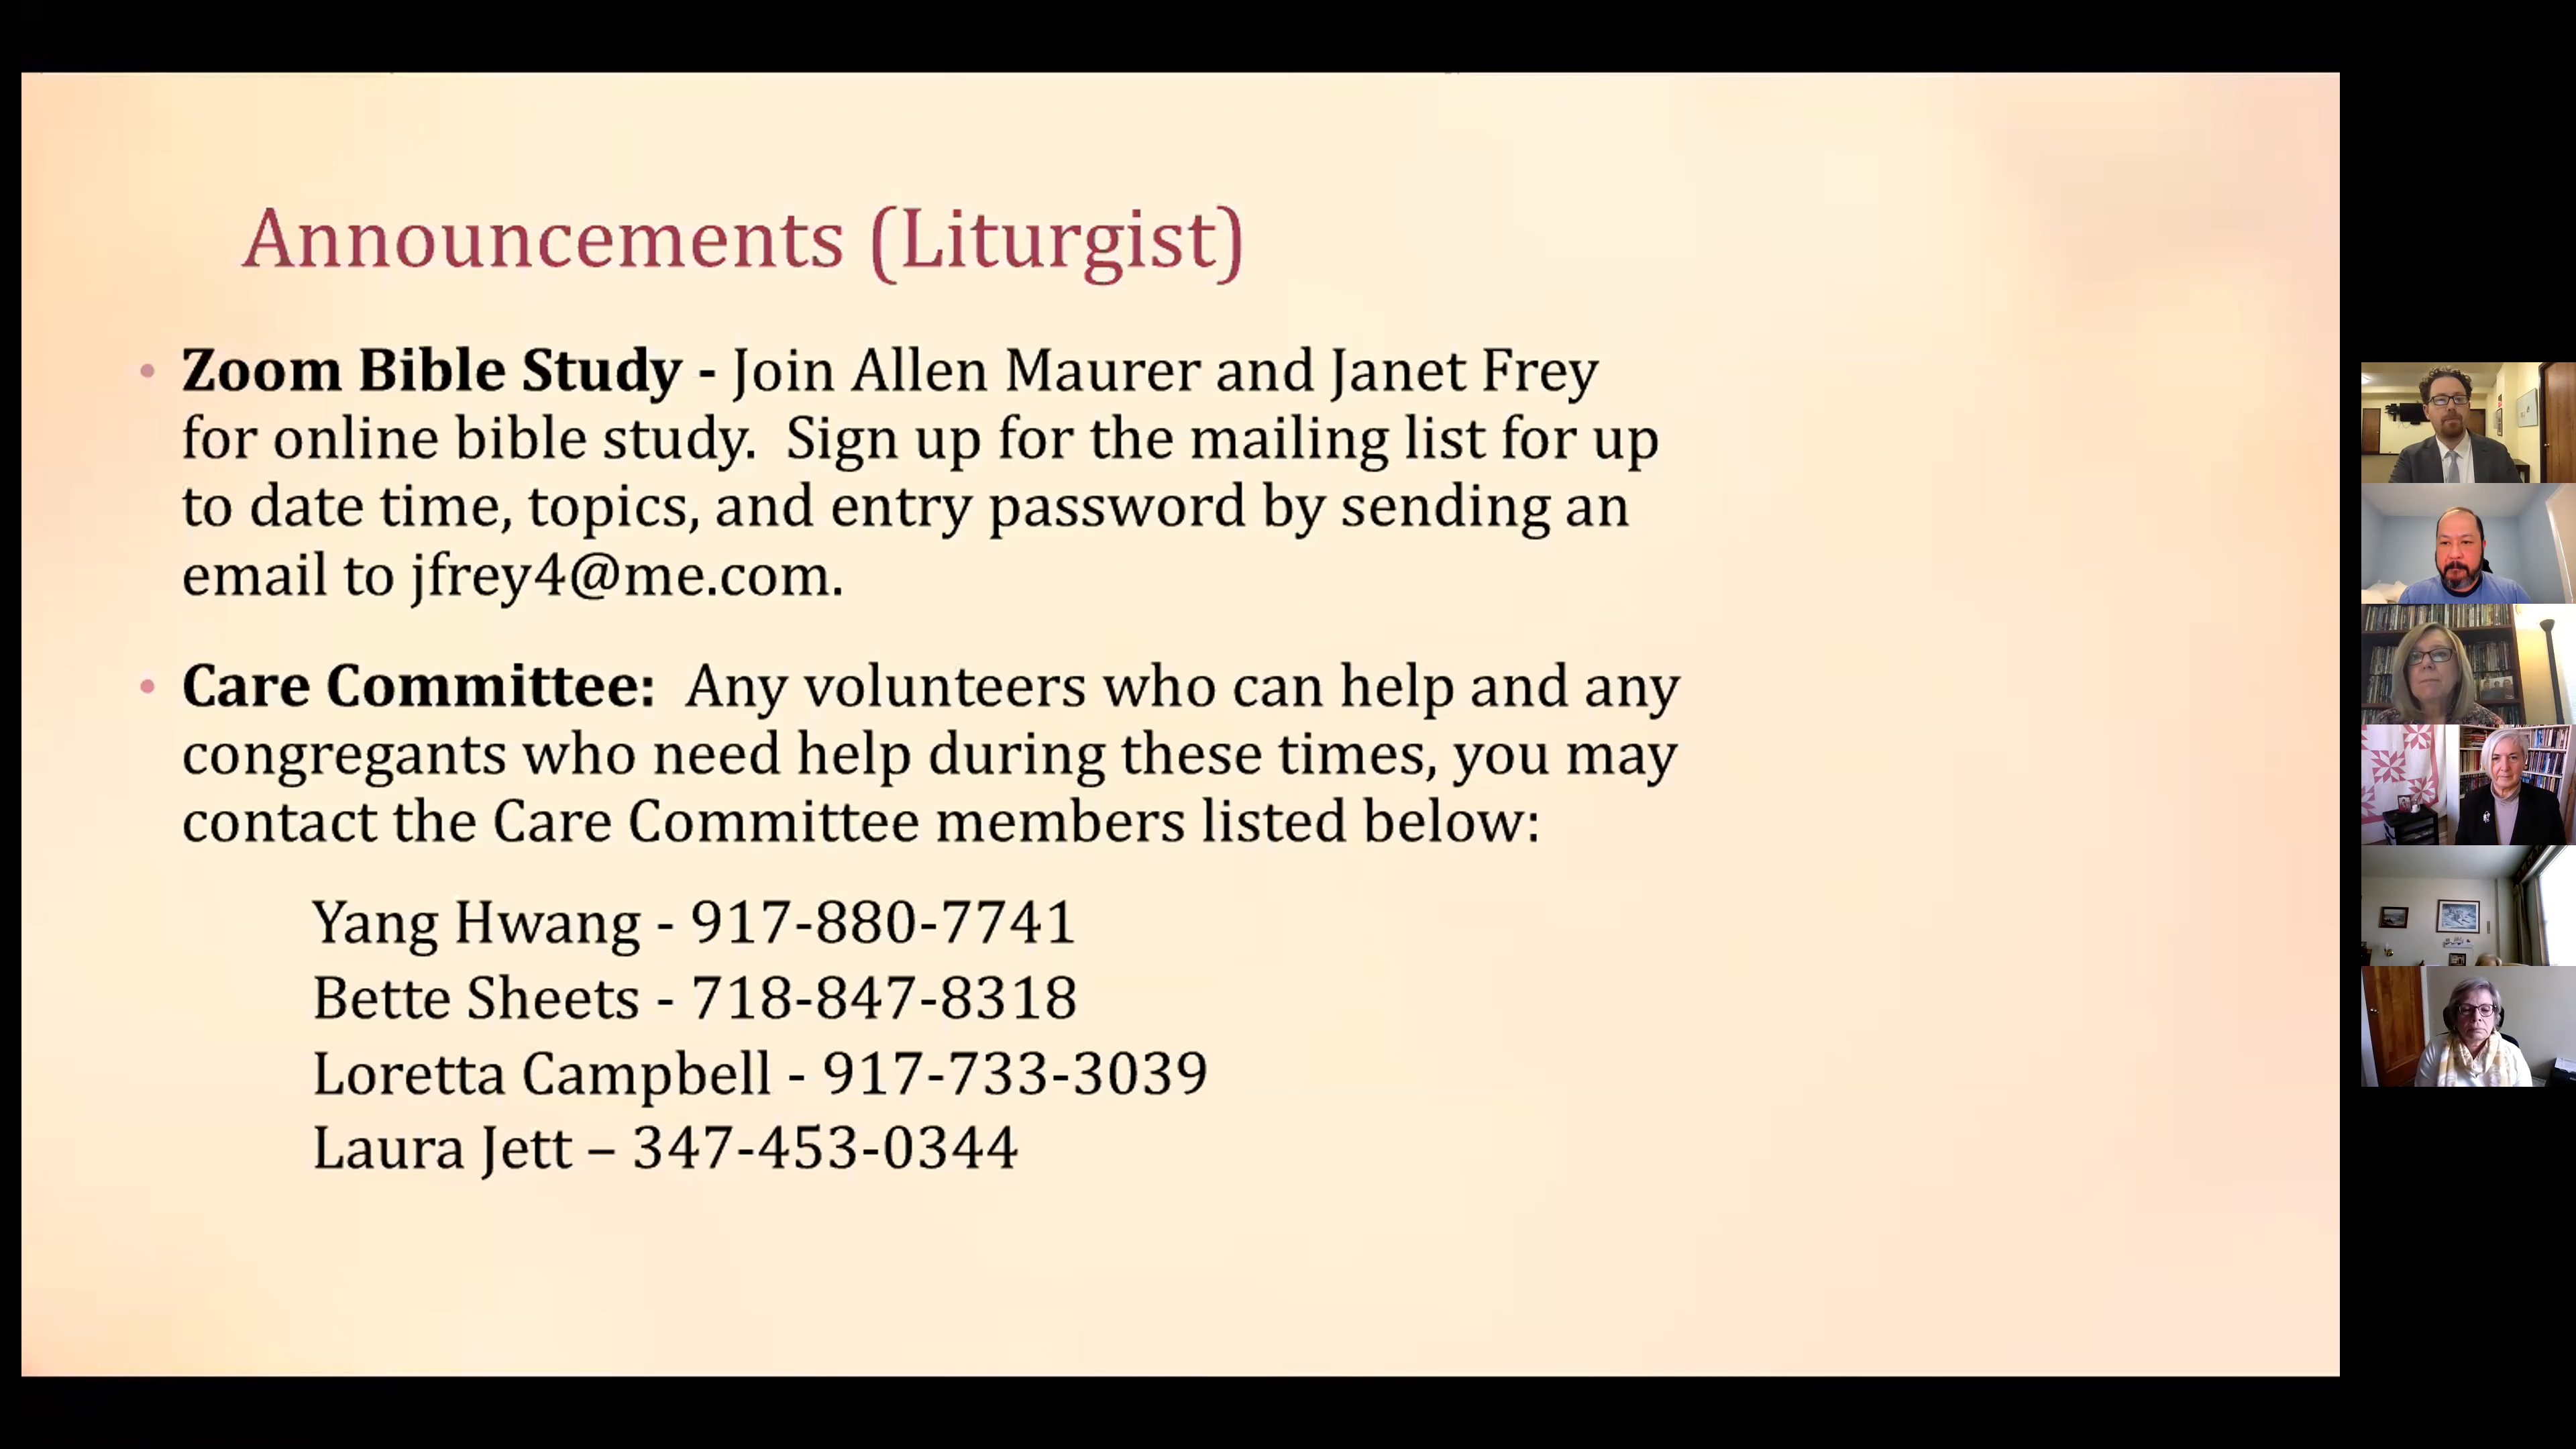 Announcements (Liturgist)
• Zoom Bible Study - Join Allen Maurer and Janet Frey
for online bible study.  Sign up for the mailing list for up
to date time, topics, and entry password by sending an
email to jfrey4@me.com.
• Care Committee:  Any volunteers who can help and any
congregants who need help during these times, you may
contact the Care Committee members listed below:
Yang Hwang - 917-880-7741
Bette Sheets - 718-847-8318
Loretta Campbell - 917-733-3039
Laura Jett – 347-453-0344